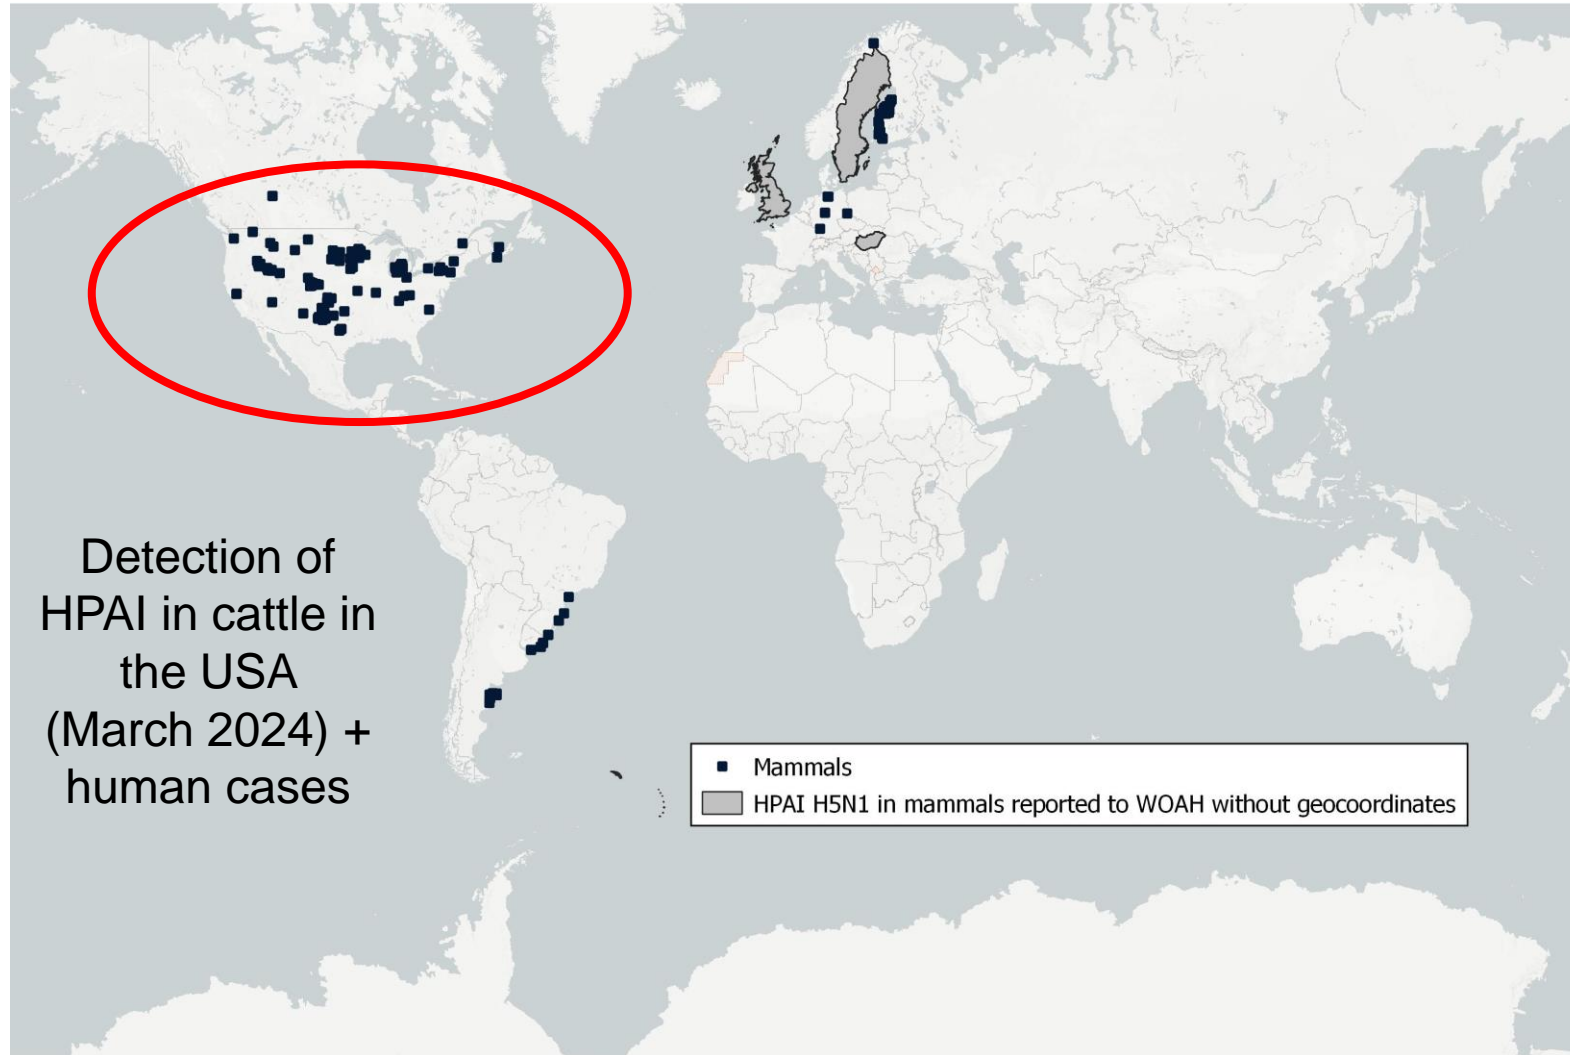 Detection of
HPAI in cattle in
the USA
(March 2024) +
human cases
Mammals
HPAI H5N1 in mammals reported to WOAH without geocoordinates